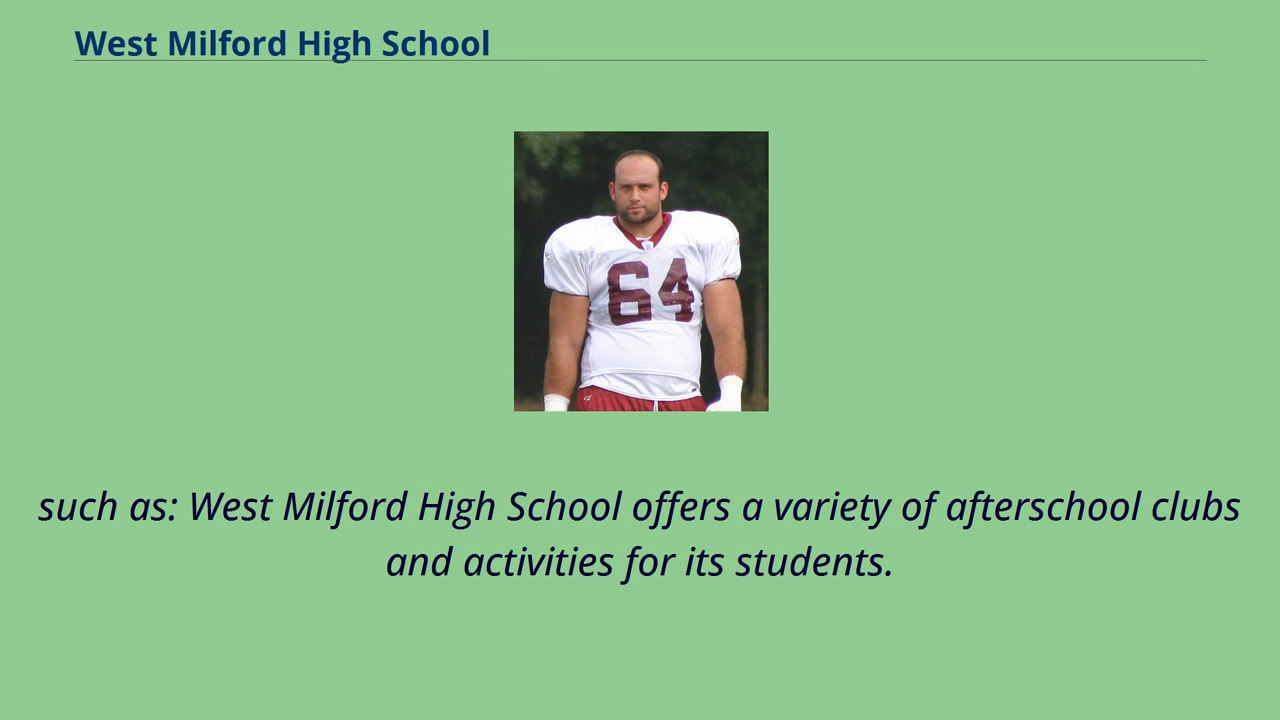 West Milford High School
64
such as: West Milford High School offers a variety of afterschool clubs
and activities for its students.